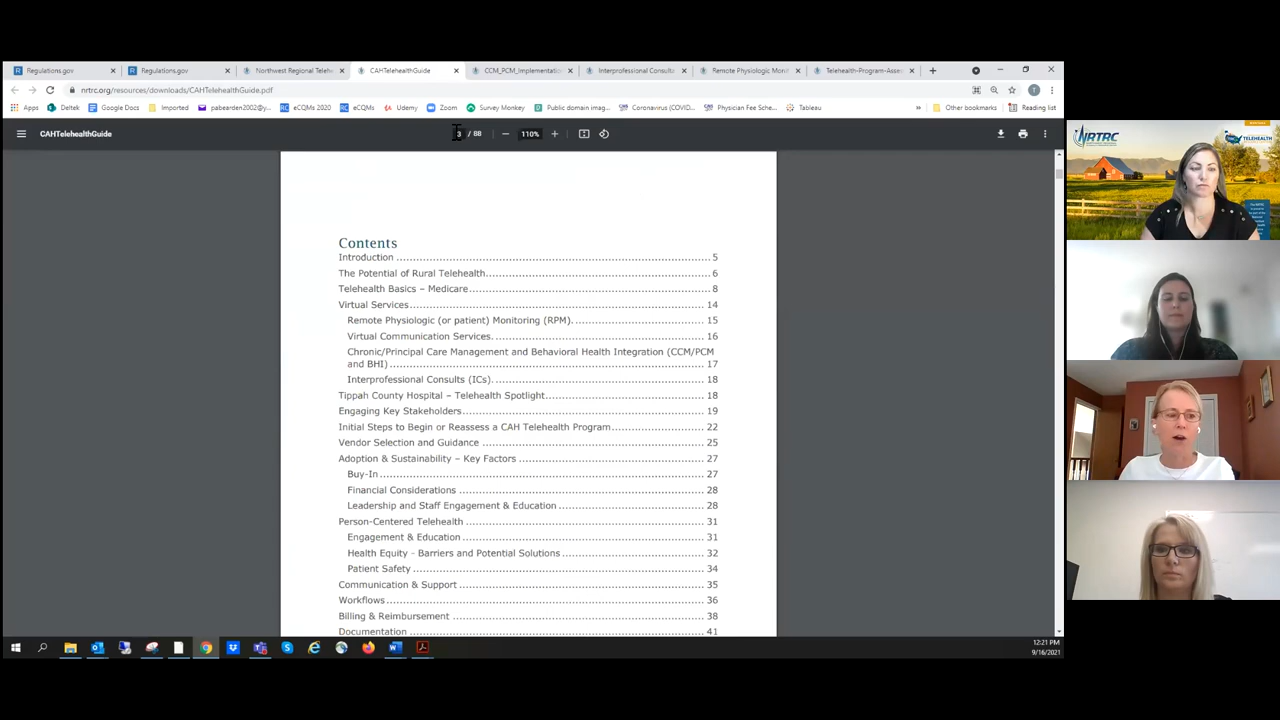 Regulations.gov
Regulations.gov
Northwest Regional Teleh
CAHTelehealthGuide
CCM_PCM_Implementatio
Interprofessional Consulta
Remote Physiologic Monit
Telehealth-Program-Asse
nrtrc.org/resources/downloads/CAHTelehealthGuide.pdf
Apps Deltek Google Docs Imported pabearden2002@y... eCQMs 2020 eCQMs Udemy Zoom Survey Monkey Public domain imag... Coronavirus (COVID... Physician Fee Sche... Tableau » Other bookmarks Reading list
CAHTelehealthGuide 3 / 88 − 110% +
Contents
Introduction 5
The Potential of Rural Telehealth 6
Telehealth Basics – Medicare 8
Virtual Services 14
Remote Physiologic (or patient) Monitoring (RPM). 15
Virtual Communication Services. 16
Chronic/Principal Care Management and Behavioral Health Integration (CCM/PCM
and BHI) 17
Interprofessional Consults (ICs). 18
Tippah County Hospital – Telehealth Spotlight 18
Engaging Key Stakeholders 19
Initial Steps to Begin or Reassess a CAH Telehealth Program 22
Vendor Selection and Guidance 25
Adoption & Sustainability – Key Factors 27
Buy-In 27
Financial Considerations 28
Leadership and Staff Engagement & Education 28
Person-Centered Telehealth 31
Engagement & Education 31
Health Equity - Barriers and Potential Solutions 32
Patient Safety 34
Communication & Support 35
Workflows 36
Billing & Reimbursement 38
Documentation 41
12:21 PM
9/16/2021
NRTRC
TELEHEALTH